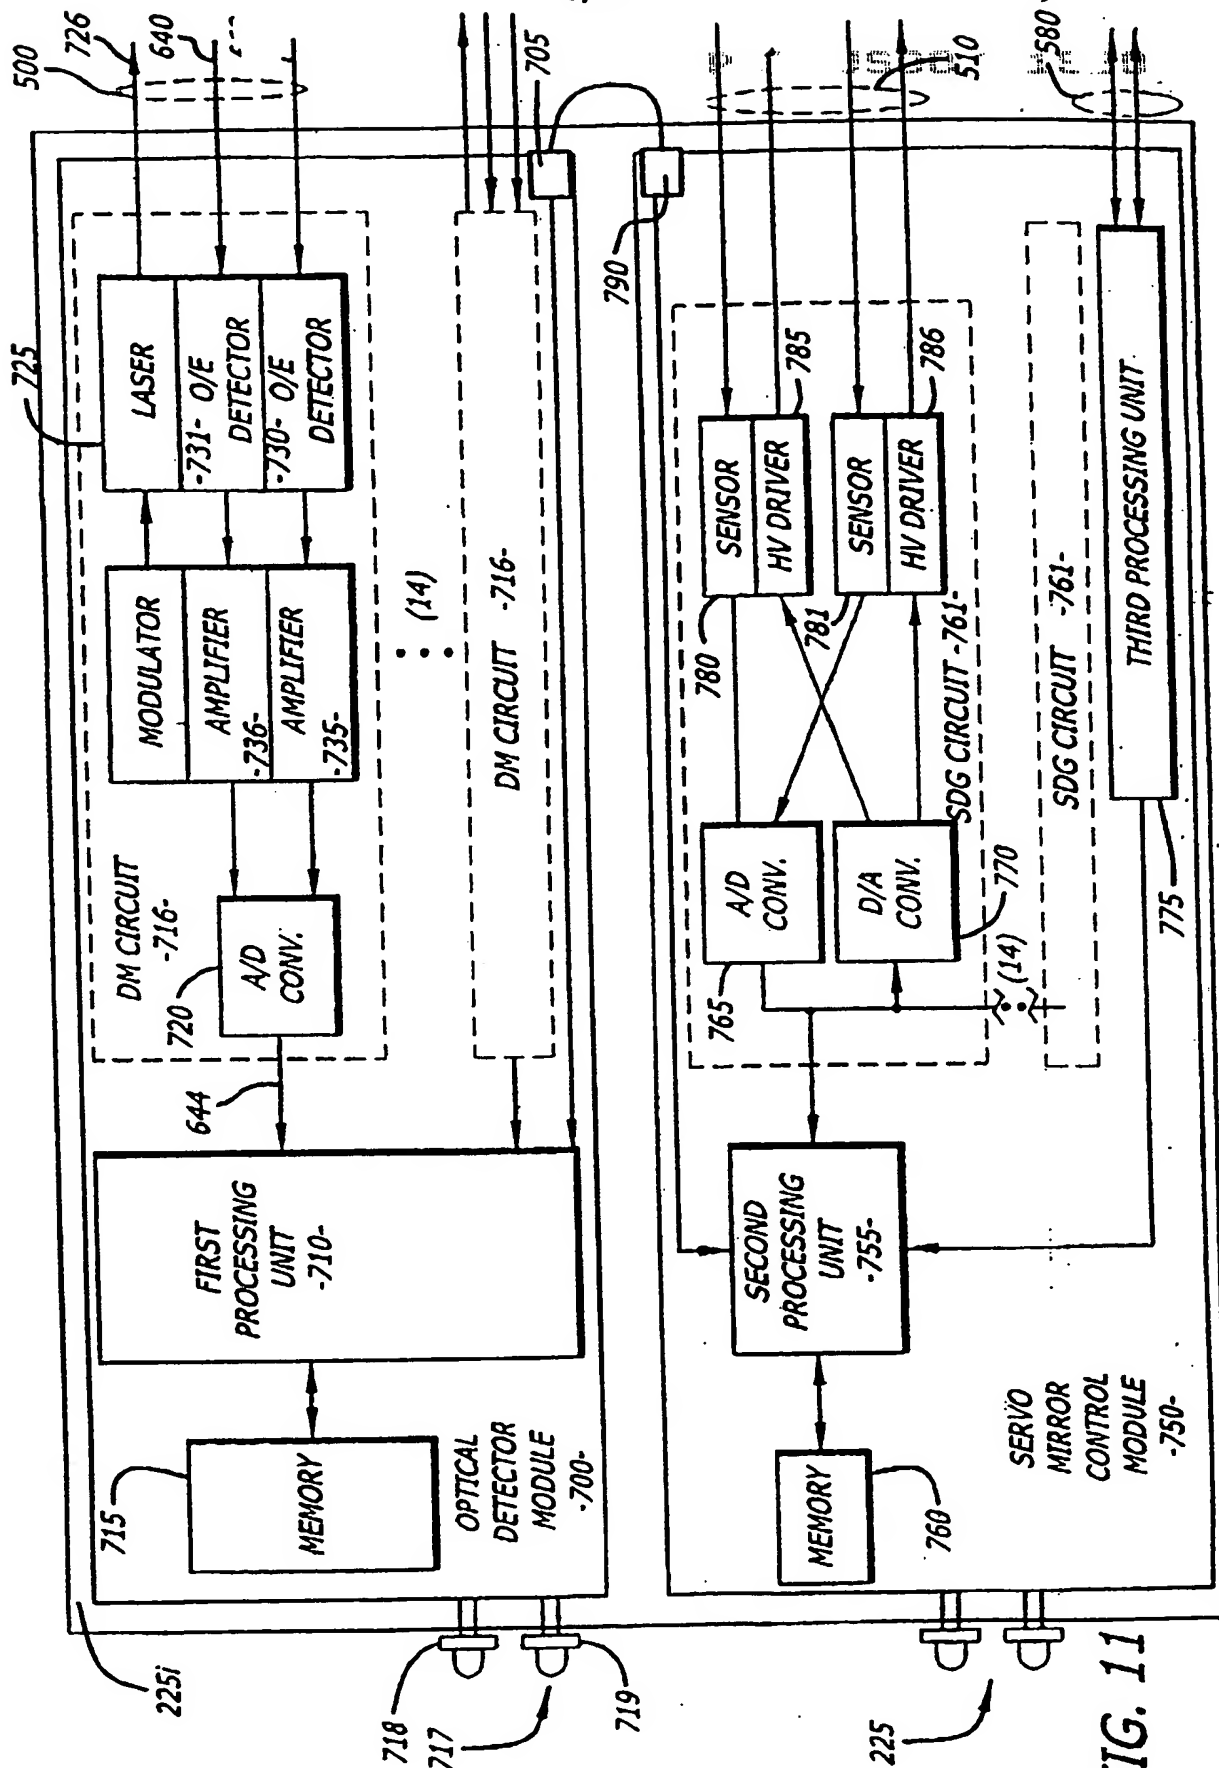 500
726
640
725
LASER
-731- O/E
DETECTOR
-730- O/E
DETECTOR
MODULATOR
AMPLIFIER
-736-
AMPLIFIER
-735-
DM CIRCUIT
-716-
720
A/D
CONV.
644
(14)
DM CIRCUIT -716-
705
FIRST
PROCESSING
UNIT
-710-
715
MEMORY
OPTICAL
DETECTOR
MODULE
-700-
225i
718
717
719
510
580
790
SENSOR
HV DRIVER
785
SENSOR
HV DRIVER
786
780
781
SDG CIRCUIT -761-
A/D
CONV.
D/A
CONV.
765
770
(14)
SDG CIRCUIT -761-
THIRD PROCESSING UNIT
775
SECOND
PROCESSING
UNIT
-755-
MEMORY
760
SERVO
MIRROR
CONTROL
MODULE
-750-
225
FIG. 11